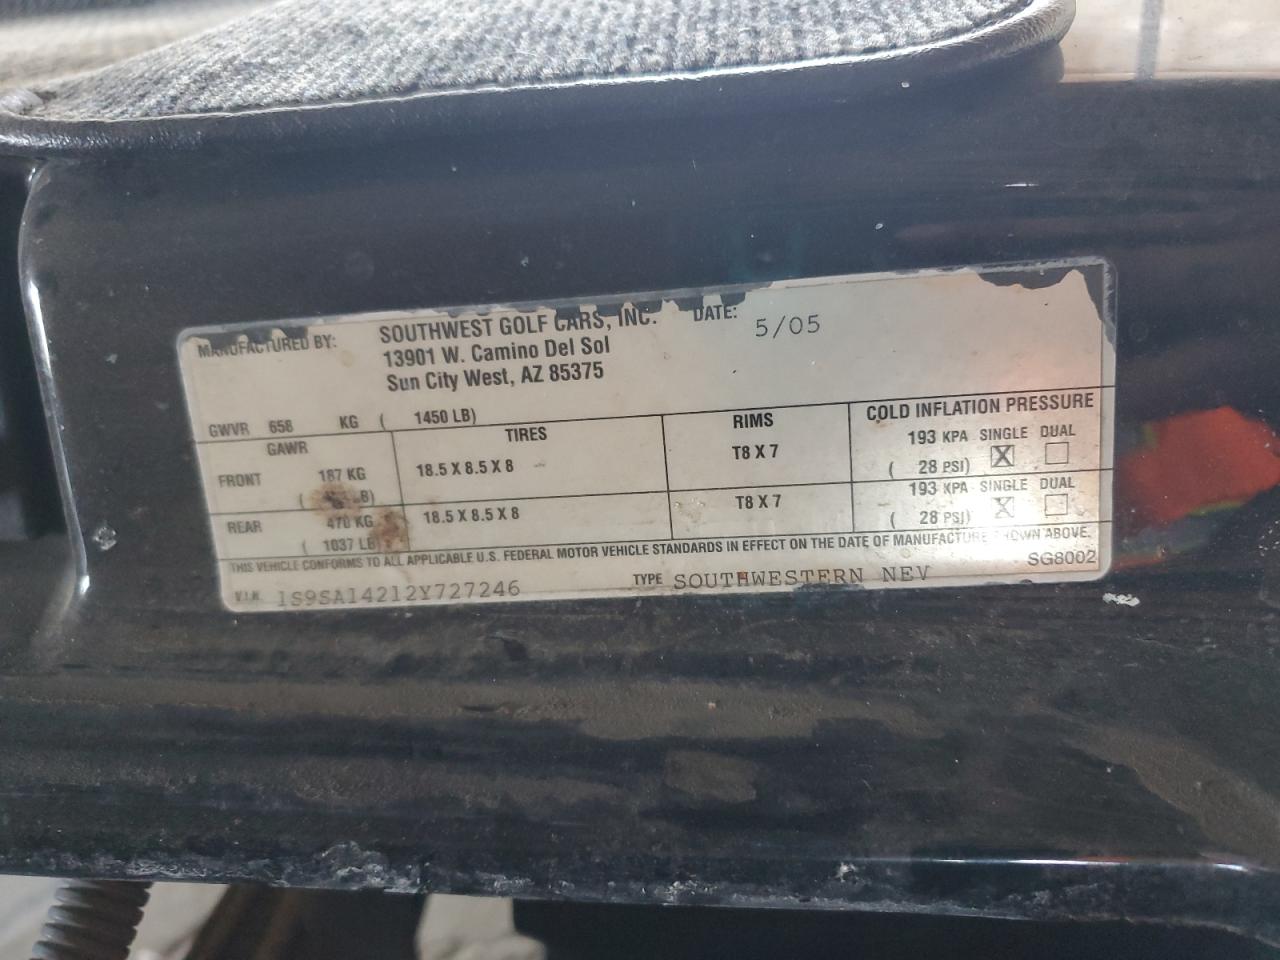 MANUFACTURED BY: SOUTHWEST GOLF CARS, INC. DATE: 5/05
13901 W. Camino Del Sol
Sun City West, AZ 85375
GWVR 658 KG ( 1450 LB)
GAWR TIRES RIMS COLD INFLATION PRESSURE
FRONT 187 KG 18.5 X 8.5 X 8 T8 X 7 193 KPA SINGLE DUAL
( LB) ( 28 PSI) X
REAR 470 KG 18.5 X 8.5 X 8 T8 X 7 193 KPA SINGLE DUAL
( 1037 LB) ( 28 PSI) X
THIS VEHICLE CONFORMS TO ALL APPLICABLE U.S. FEDERAL MOTOR VEHICLE STANDARDS IN EFFECT ON THE DATE OF MANUFACTURE SHOWN ABOVE.
V.I.N. 1S9SA14212Y727246 TYPE SOUTHWESTERN NEV SG8002